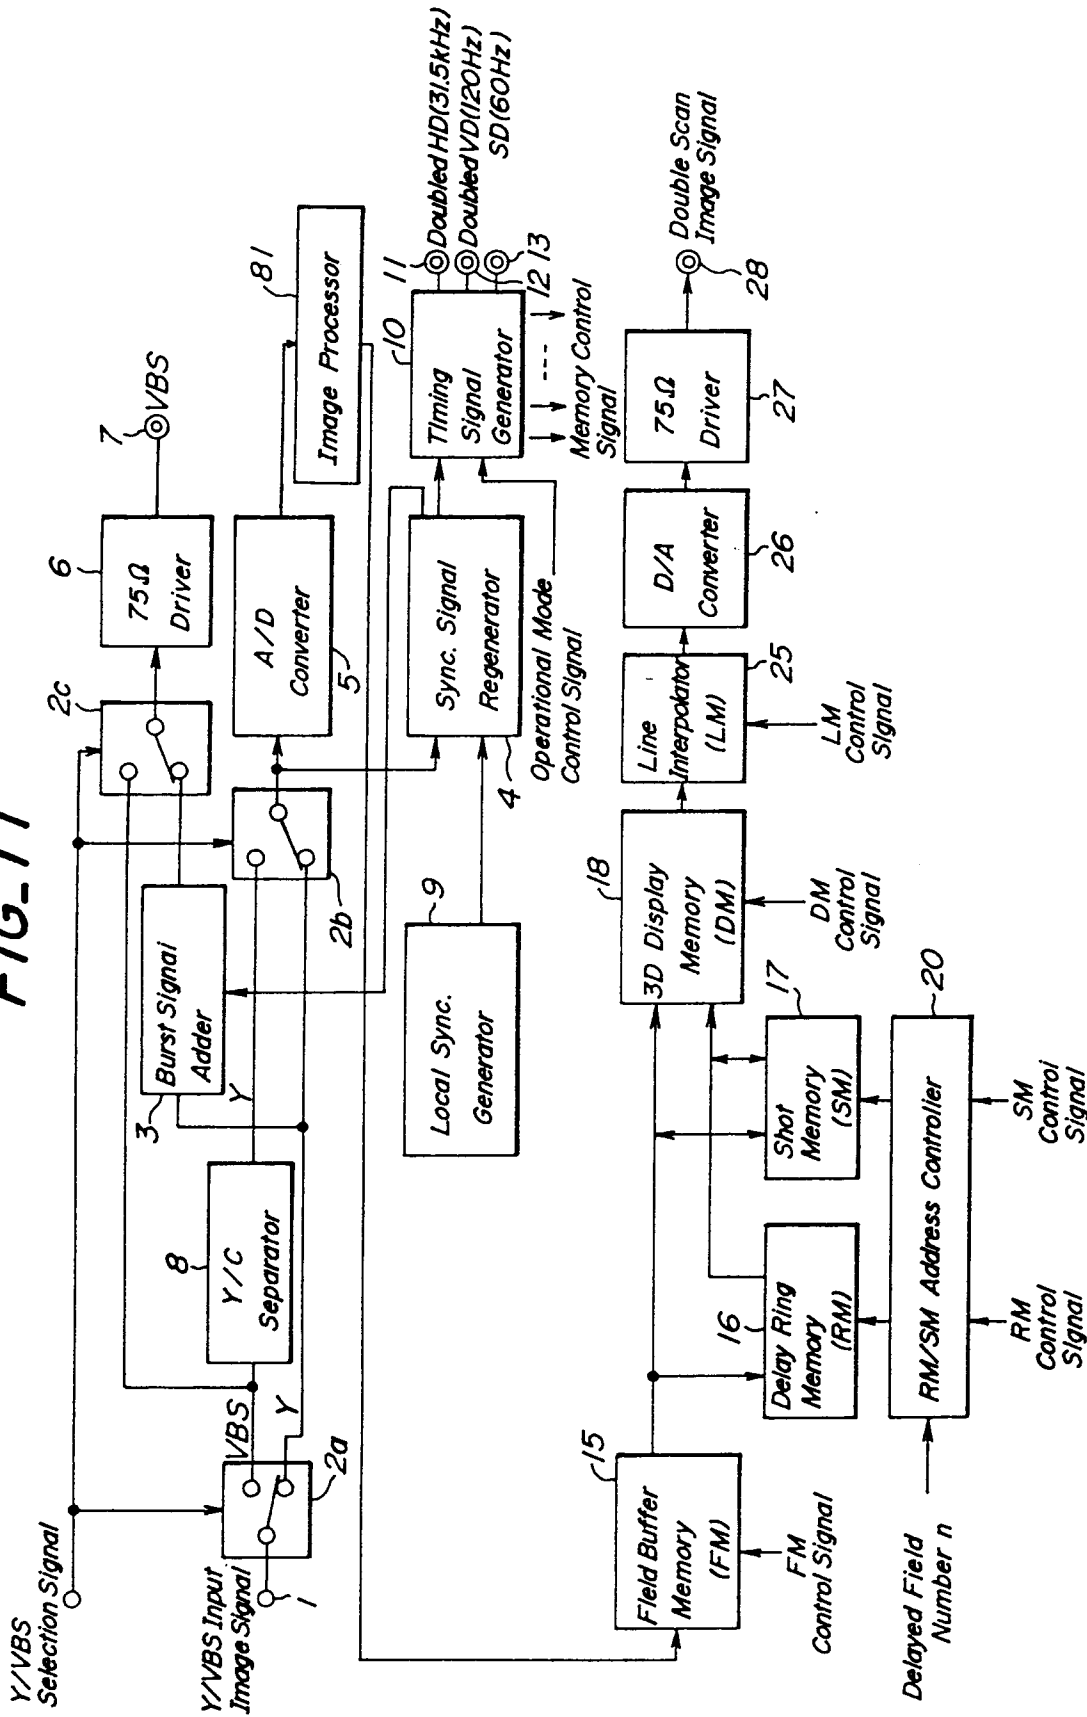 FIG_11
Y/VBS
Selection Signal
Y/VBS Input
Image Signal
1
2a
VBS
Y
8
Y/C
Separator
Y
3
Burst Signal
Adder
2b
2c
6
75Ω
Driver
7
VBS
A/D
Converter
5
81
Image Processor
9
Local Sync.
Generator
4
Sync. Signal
Regenerator
Operational Mode
Control Signal
10
Timing
Signal
Generator
11
Doubled HD(31.5kHz)
12
Doubled VD(120Hz)
13
SD(60Hz)
Memory Control
Signal
15
Field Buffer
Memory
(FM)
FM
Control Signal
16
Delay Ring
Memory
(RM)
17
Shot
Memory
(SM)
18
3D Display
Memory
(DM)
DM
Control
Signal
20
RM/SM Address Controller
Delayed Field
Number n
RM
Control
Signal
SM
Control
Signal
25
Line
Interpolator
(LM)
LM
Control
Signal
26
D/A
Converter
27
75Ω
Driver
28
Double Scan
Image Signal